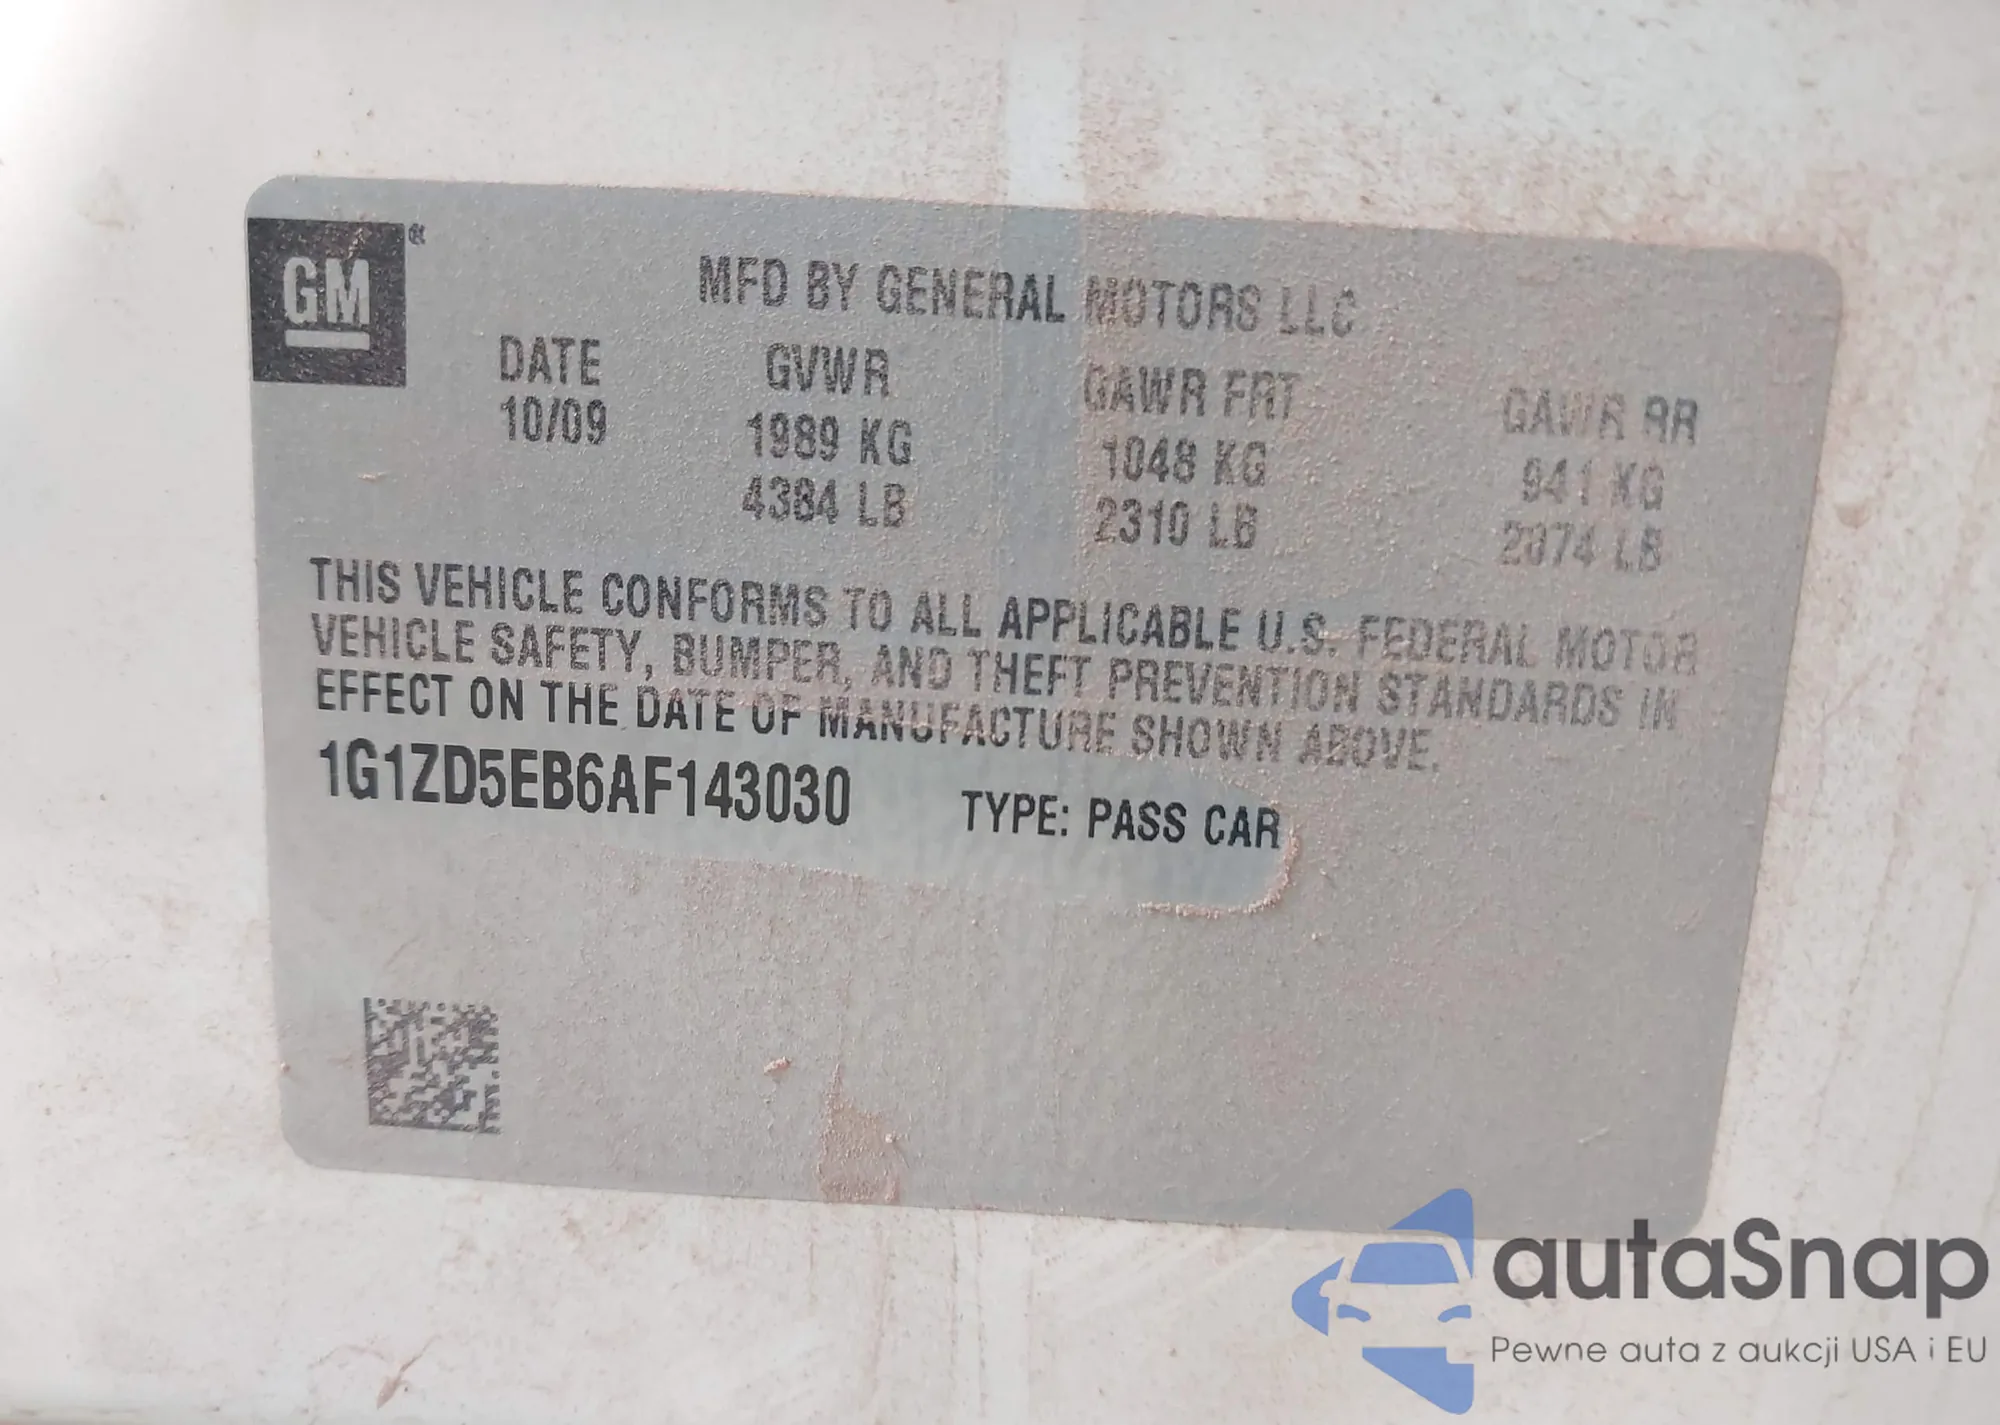 GM®
MFD BY GENERAL MOTORS LLC
DATE GVWR GAWR FRT GAWR RR
10/09 1989 KG 1048 KG 941 KG
4384 LB 2310 LB 2074 LB
THIS VEHICLE CONFORMS TO ALL APPLICABLE U.S. FEDERAL MOTOR
VEHICLE SAFETY, BUMPER, AND THEFT PREVENTION STANDARDS IN
EFFECT ON THE DATE OF MANUFACTURE SHOWN ABOVE.
1G1ZD5EB6AF143030 TYPE: PASS CAR
autaSnap
Pewne auta z aukcji USA i EU